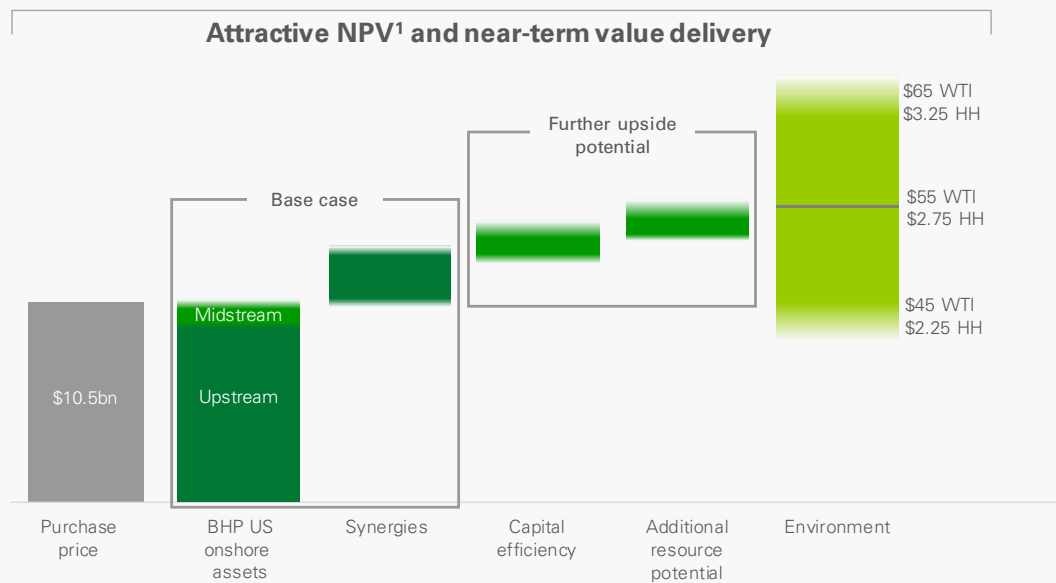 Attractive NPV¹ and near-term value delivery
$65 WTI
$3.25 HH
Further upside
potential
$55 WTI
$2.75 HH
Base case
$45 WTI
$2.25 HH
Midstream
$10.5bn
Upstream
Purchase
price
BHP US
onshore
assets
Synergies
Capital
efficiency
Additional
resource
potential
Environment